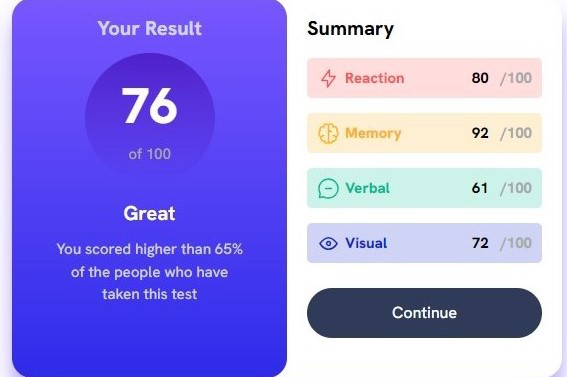 Your Result
76
of 100
Great
You scored higher than 65%
of the people who have
taken this test
Summary
Reaction 80 /100
Memory 92 /100
Verbal 61 /100
Visual 72 /100
Continue